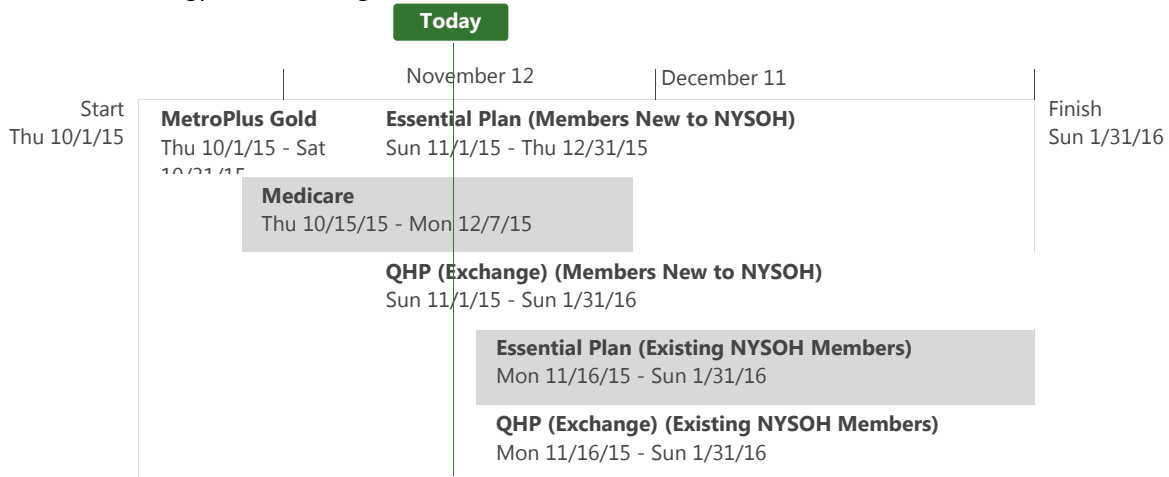 Today
November 12
December 11
Start
Thu 10/1/15
MetroPlus Gold
Thu 10/1/15 - Sat
10/31/15
Essential Plan (Members New to NYSOH)
Sun 11/1/15 - Thu 12/31/15
Finish
Sun 1/31/16
Medicare
Thu 10/15/15 - Mon 12/7/15
QHP (Exchange) (Members New to NYSOH)
Sun 11/1/15 - Sun 1/31/16
Essential Plan (Existing NYSOH Members)
Mon 11/16/15 - Sun 1/31/16
QHP (Exchange) (Existing NYSOH Members)
Mon 11/16/15 - Sun 1/31/16